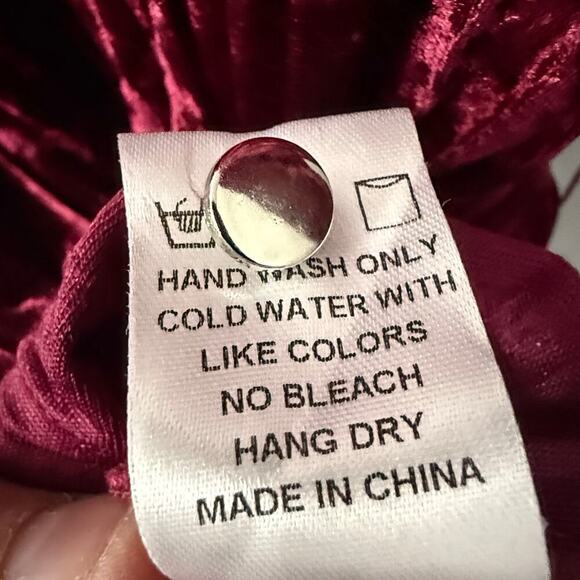 HAND WASH ONLY
COLD WATER WITH
LIKE COLORS
NO BLEACH
HANG DRY
MADE IN CHINA